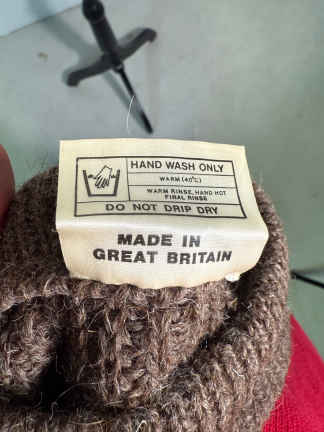 HAND WASH ONLY
WARM (40°C)
WARM RINSE, HAND HOT
FINAL RINSE
DO NOT DRIP DRY
MADE IN
GREAT BRITAIN